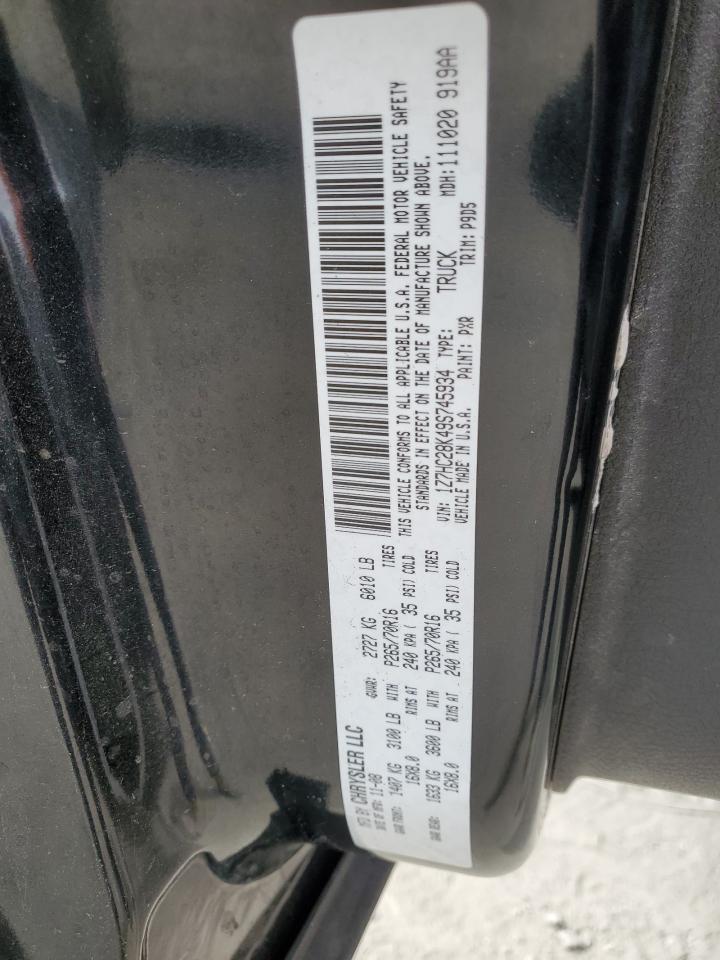 MFD BY CHRYSLER LLC
DATE OF MFR: 11-08 GVWR: 2727 KG 6010 LB
GAWR FRONT: 1407 KG 3100 LB WITH P265/70R16 TIRES
16X8.0 RIMS AT 240 KPA ( 35 PSI) COLD
GAWR REAR: 1633 KG 3600 LB WITH P265/70R16 TIRES
16X8.0 RIMS AT 240 KPA ( 35 PSI) COLD
THIS VEHICLE CONFORMS TO ALL APPLICABLE U.S.A. FEDERAL MOTOR VEHICLE SAFETY
STANDARDS IN EFFECT ON THE DATE OF MANUFACTURE SHOWN ABOVE.
VIN: 1Z7HC28K49S745934 TYPE: TRUCK MDH:111020 919AA
VEHICLE MADE IN U.S.A. PAINT: PXR TRIM: P9D5